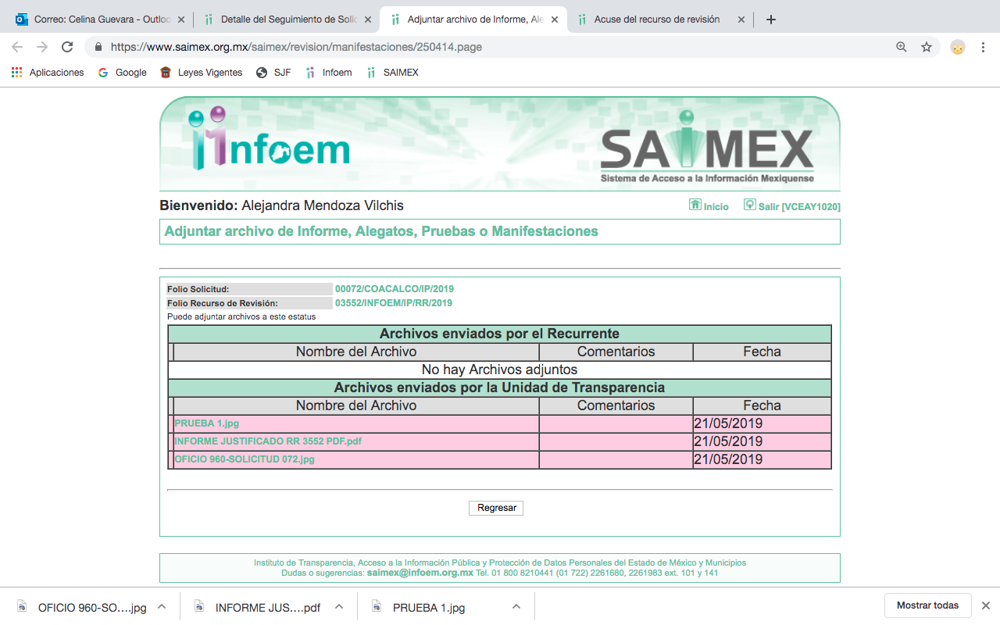 Correo: Celina Guevara - Outloo
Detalle del Seguimiento de Solic
Adjuntar archivo de Informe, Ale
Acuse del recurso de revisión
https://www.saimex.org.mx/saimex/revision/manifestaciones/250414.page
Aplicaciones Google Leyes Vigentes SJF Infoem SAIMEX
infoem
SAIMEX
Sistema de Acceso a la Información Mexiquense
Bienvenido: Alejandra Mendoza Vilchis
Inicio Salir [VCEAY1020]
Adjuntar archivo de Informe, Alegatos, Pruebas o Manifestaciones
Folio Solicitud: 00072/COACALCO/IP/2019
Folio Recurso de Revisión: 03552/INFOEM/IP/RR/2019
Puede adjuntar archivos a este estatus
Archivos enviados por el Recurrente
Nombre del Archivo Comentarios Fecha
No hay Archivos adjuntos
Archivos enviados por la Unidad de Transparencia
Nombre del Archivo Comentarios Fecha
PRUEBA 1.jpg 21/05/2019
INFORME JUSTIFICADO RR 3552 PDF.pdf 21/05/2019
OFICIO 960-SOLICITUD 072.jpg 21/05/2019
Regresar
Instituto de Transparencia, Acceso a la Información Pública y Protección de Datos Personales del Estado de México y Municipios
Dudas o sugerencias: saimex@infoem.org.mx Tel. 01 800 8210441 (01 722) 2261680, 2261983 ext. 101 y 141
OFICIO 960-SO....jpg INFORME JUS....pdf PRUEBA 1.jpg Mostrar todas